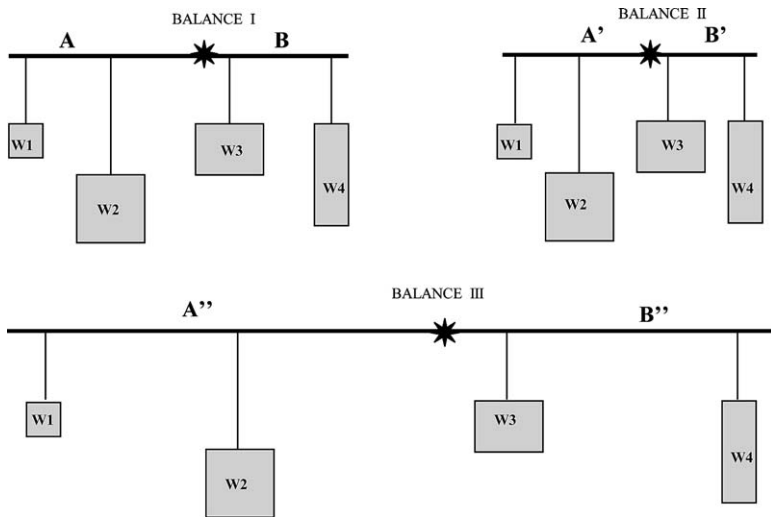 BALANCE I
A B
W1 W3
W2 W4
BALANCE II
A’ B’
W1 W3
W2 W4
BALANCE III
A’’ B’’
W1 W3
W2 W4